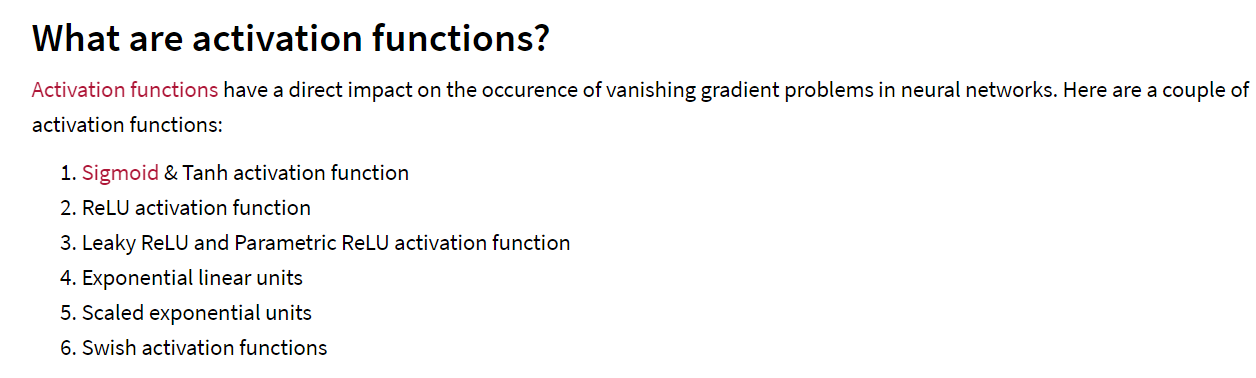 What are activation functions?
Activation functions have a direct impact on the occurence of vanishing gradient problems in neural networks. Here are a couple of
activation functions:
1. Sigmoid & Tanh activation function
2. ReLU activation function
3. Leaky ReLU and Parametric ReLU activation function
4. Exponential linear units
5. Scaled exponential units
6. Swish activation functions